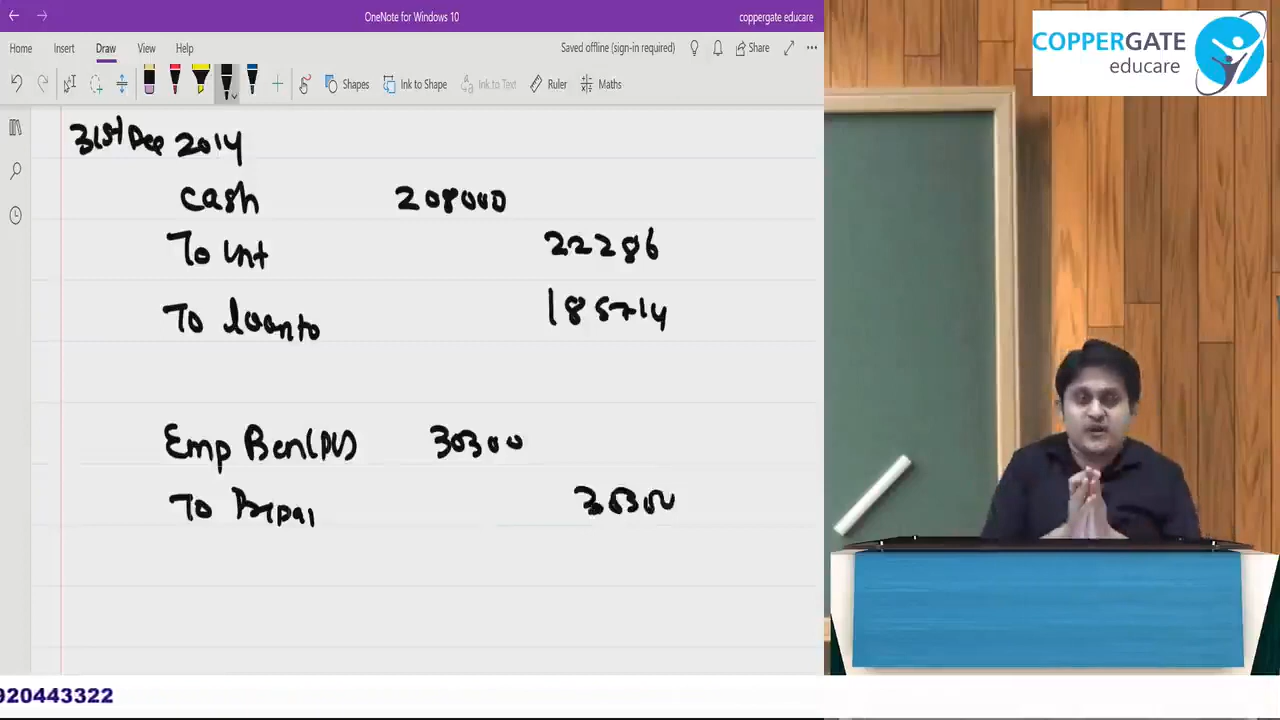 OneNote for Windows 10
coppergate educare
Home Insert Draw View Help
Saved offline (sign-in required) Share
Shapes Ink to Shape Ink to Text Ruler Maths
COPPERGATE
educare
31st Dec 2014
Cash 208000
To Int 22286
To loan to 185714
Emp Ben(Pl) 30300
To 30300
920443322